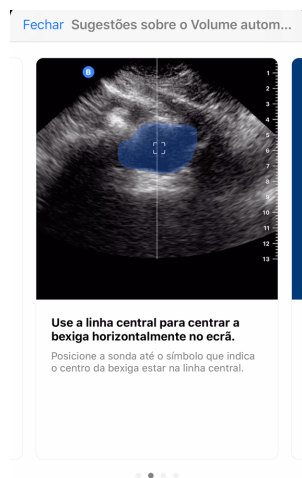 Fechar Sugestões sobre o Volume autom...
B
1
2
3
4
5
6
7
8
9
10
11
12
13
Use a linha central para centrar a
bexiga horizontalmente no ecrã.
Posicione a sonda até o símbolo que indica
o centro da bexiga estar na linha central.